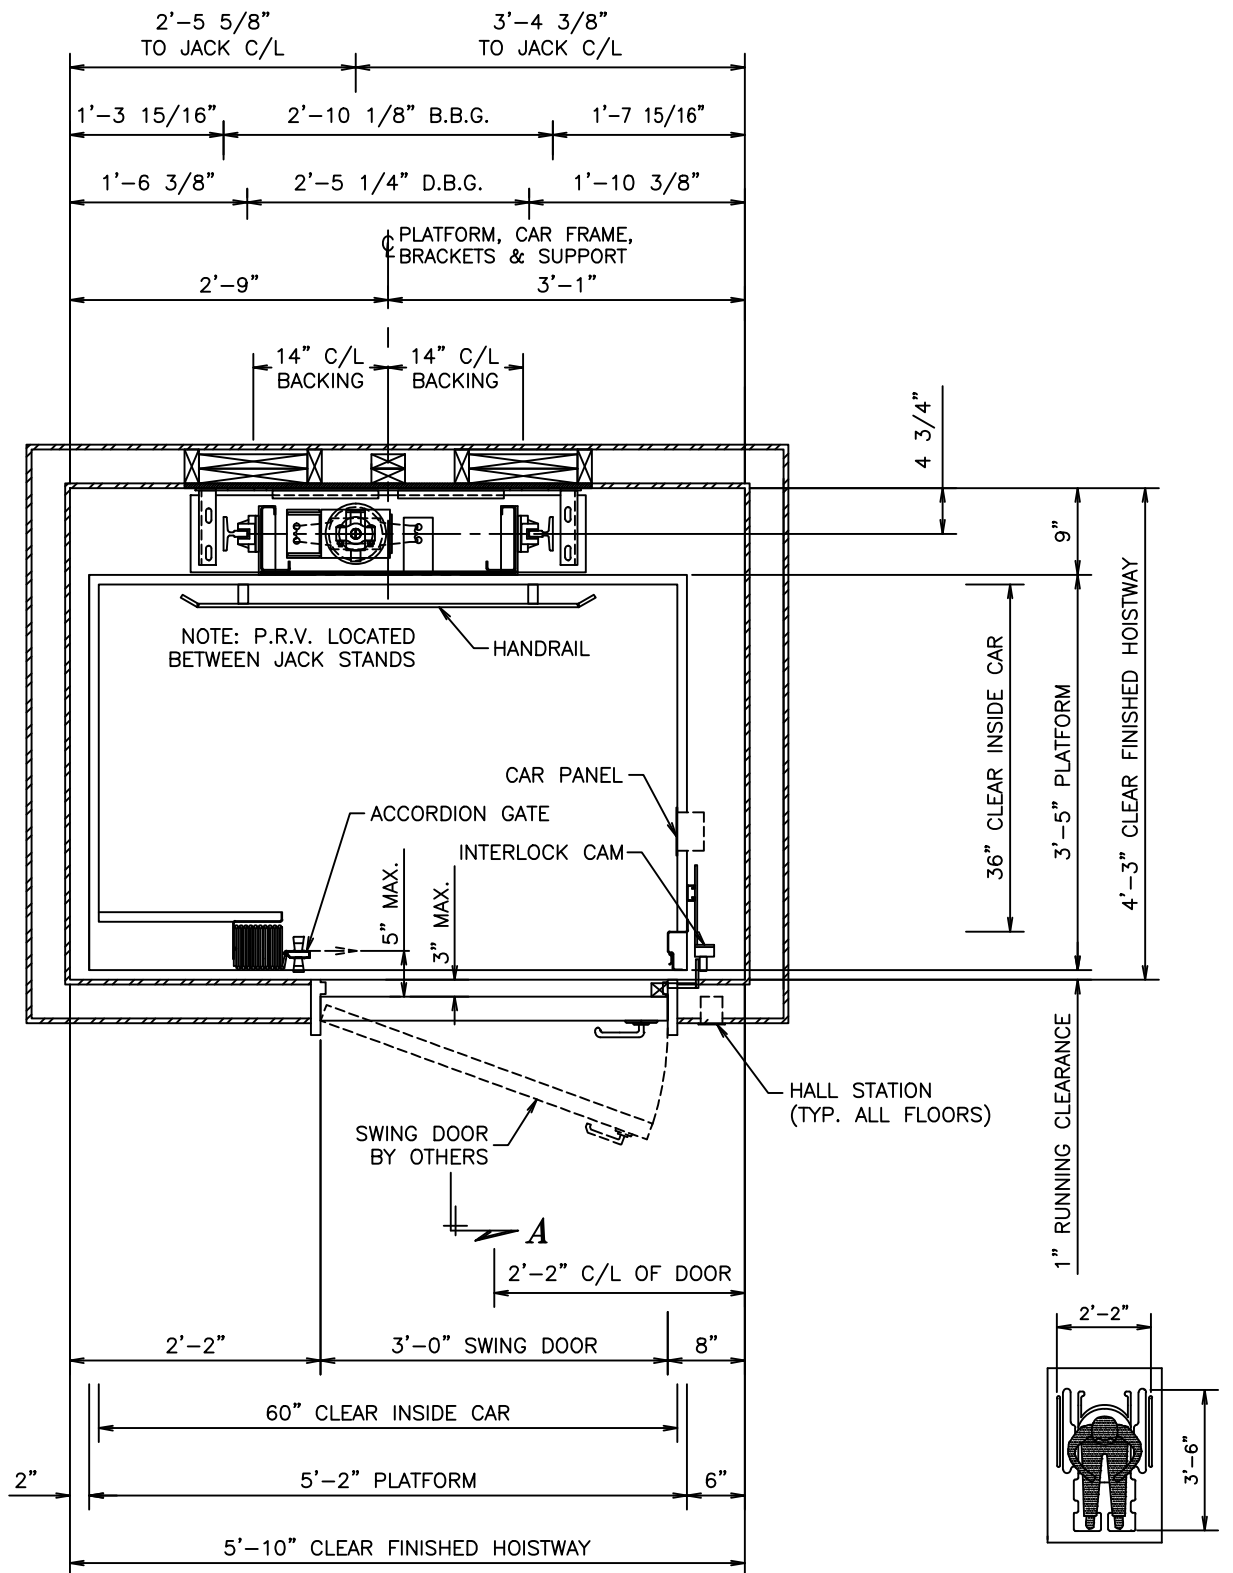 2'-5 5/8" 3'-4 3/8"
TO JACK C/L TO JACK C/L
1'-3 15/16" 2'-10 1/8" B.B.G. 1'-7 15/16"
1'-6 3/8" 2'-5 1/4" D.B.G. 1'-10 3/8"
℄ PLATFORM, CAR FRAME,
BRACKETS & SUPPORT
2'-9" 3'-1"
14" C/L 14" C/L
BACKING BACKING
4 3/4"
9"
NOTE: P.R.V. LOCATED
BETWEEN JACK STANDS
HANDRAIL
36" CLEAR INSIDE CAR
3'-5" PLATFORM
4'-3" CLEAR FINISHED HOISTWAY
CAR PANEL
ACCORDION GATE
INTERLOCK CAM
5" MAX.
3" MAX.
1" RUNNING CLEARANCE
HALL STATION
(TYP. ALL FLOORS)
SWING DOOR
BY OTHERS
A
2'-2" C/L OF DOOR
2'-2" 3'-0" SWING DOOR 8"
60" CLEAR INSIDE CAR
2" 5'-2" PLATFORM 6"
5'-10" CLEAR FINISHED HOISTWAY
2'-2"
3'-6"